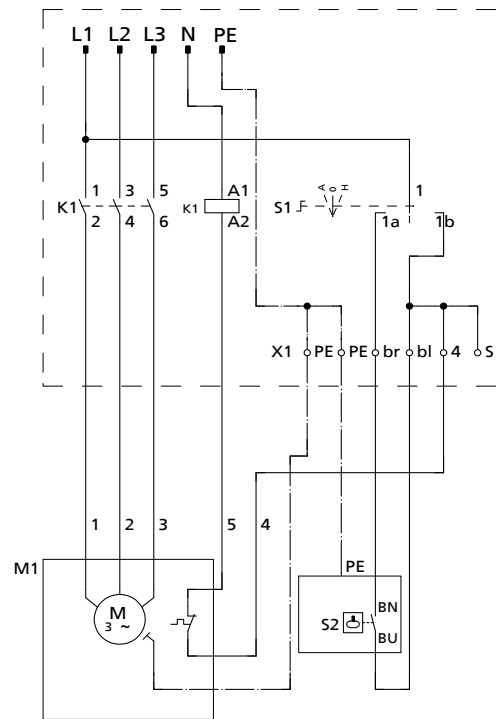 L1 L2 L3 N PE
A O H
1 3 5 A1 1
K1 K1 S1
2 4 6 A2 1a 1b
X1 PE PE br bl 4 S
1 2 3 5 4
M1 PE
M
3 ~
BN
S2
BU